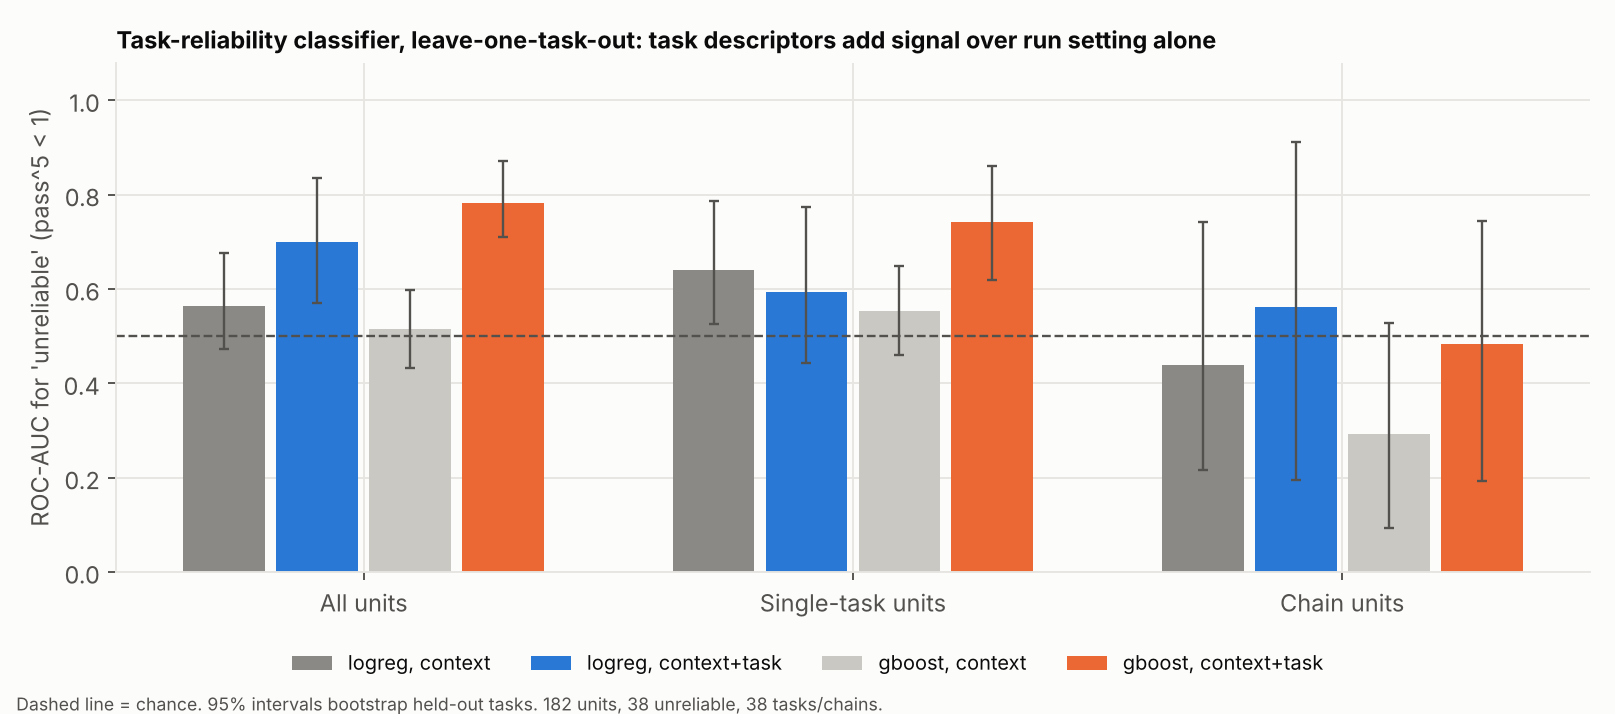 Task-reliability classifier, leave-one-task-out: task descriptors add signal over run setting alone
ROC-AUC for 'unreliable' (pass^5 < 1)
1.0
0.8
0.6
0.4
0.2
0.0
All units
Single-task units
Chain units
logreg, context
logreg, context+task
gboost, context
gboost, context+task
Dashed line = chance. 95% intervals bootstrap held-out tasks. 182 units, 38 unreliable, 38 tasks/chains.